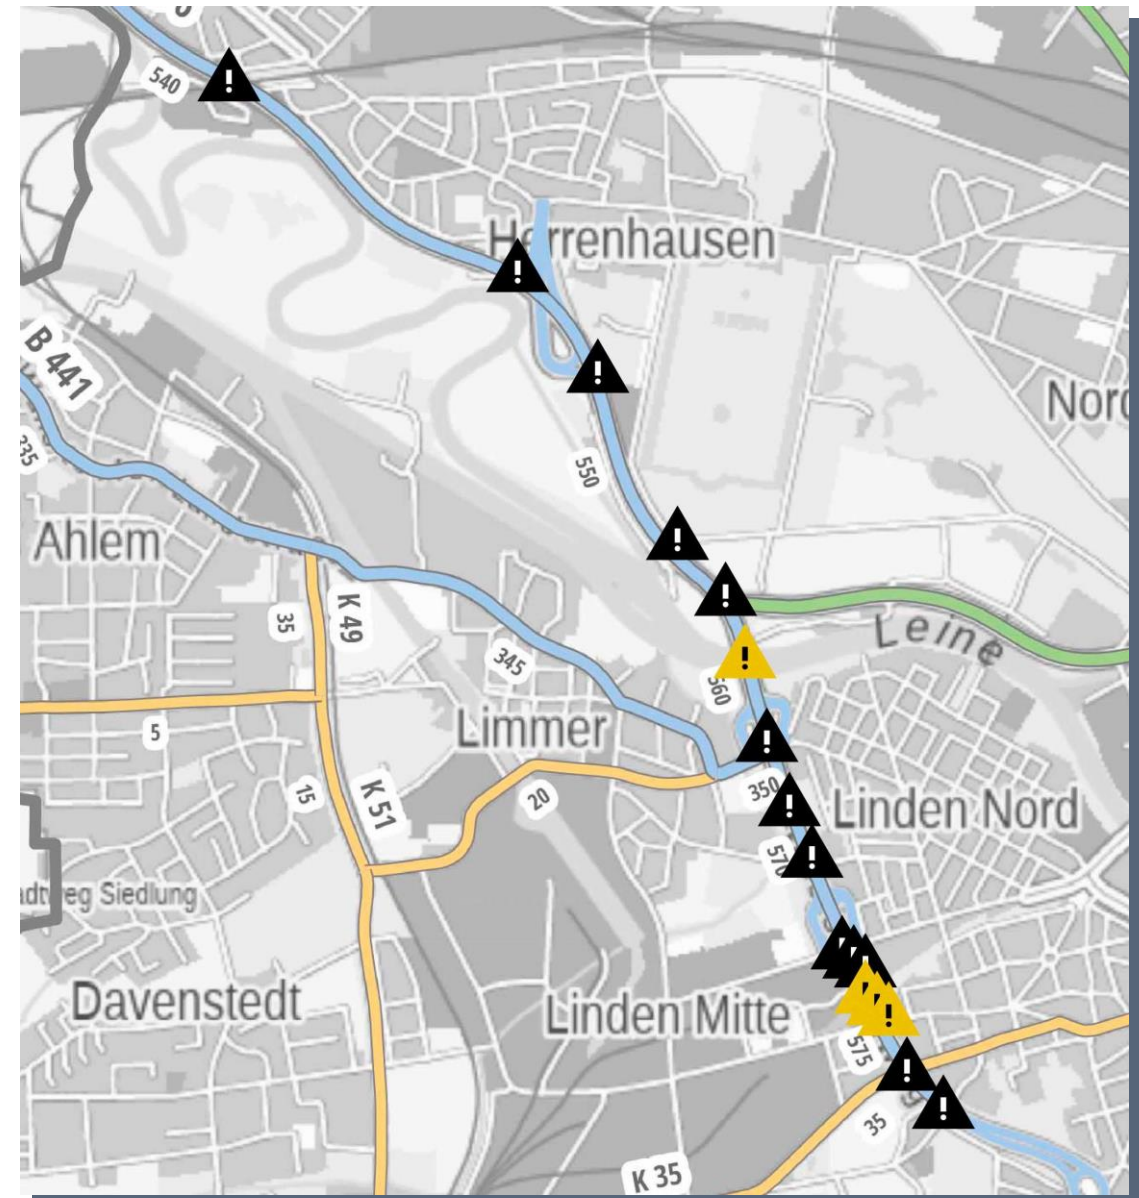 540
Herrenhausen
B 441
Nord
550
Ahlem
K 49
35
Leine
345
560
Limmer
5
15
K 51
20
350
Linden Nord
570
Siedlung
Davenstedt
Linden Mitte
575
35
K 35